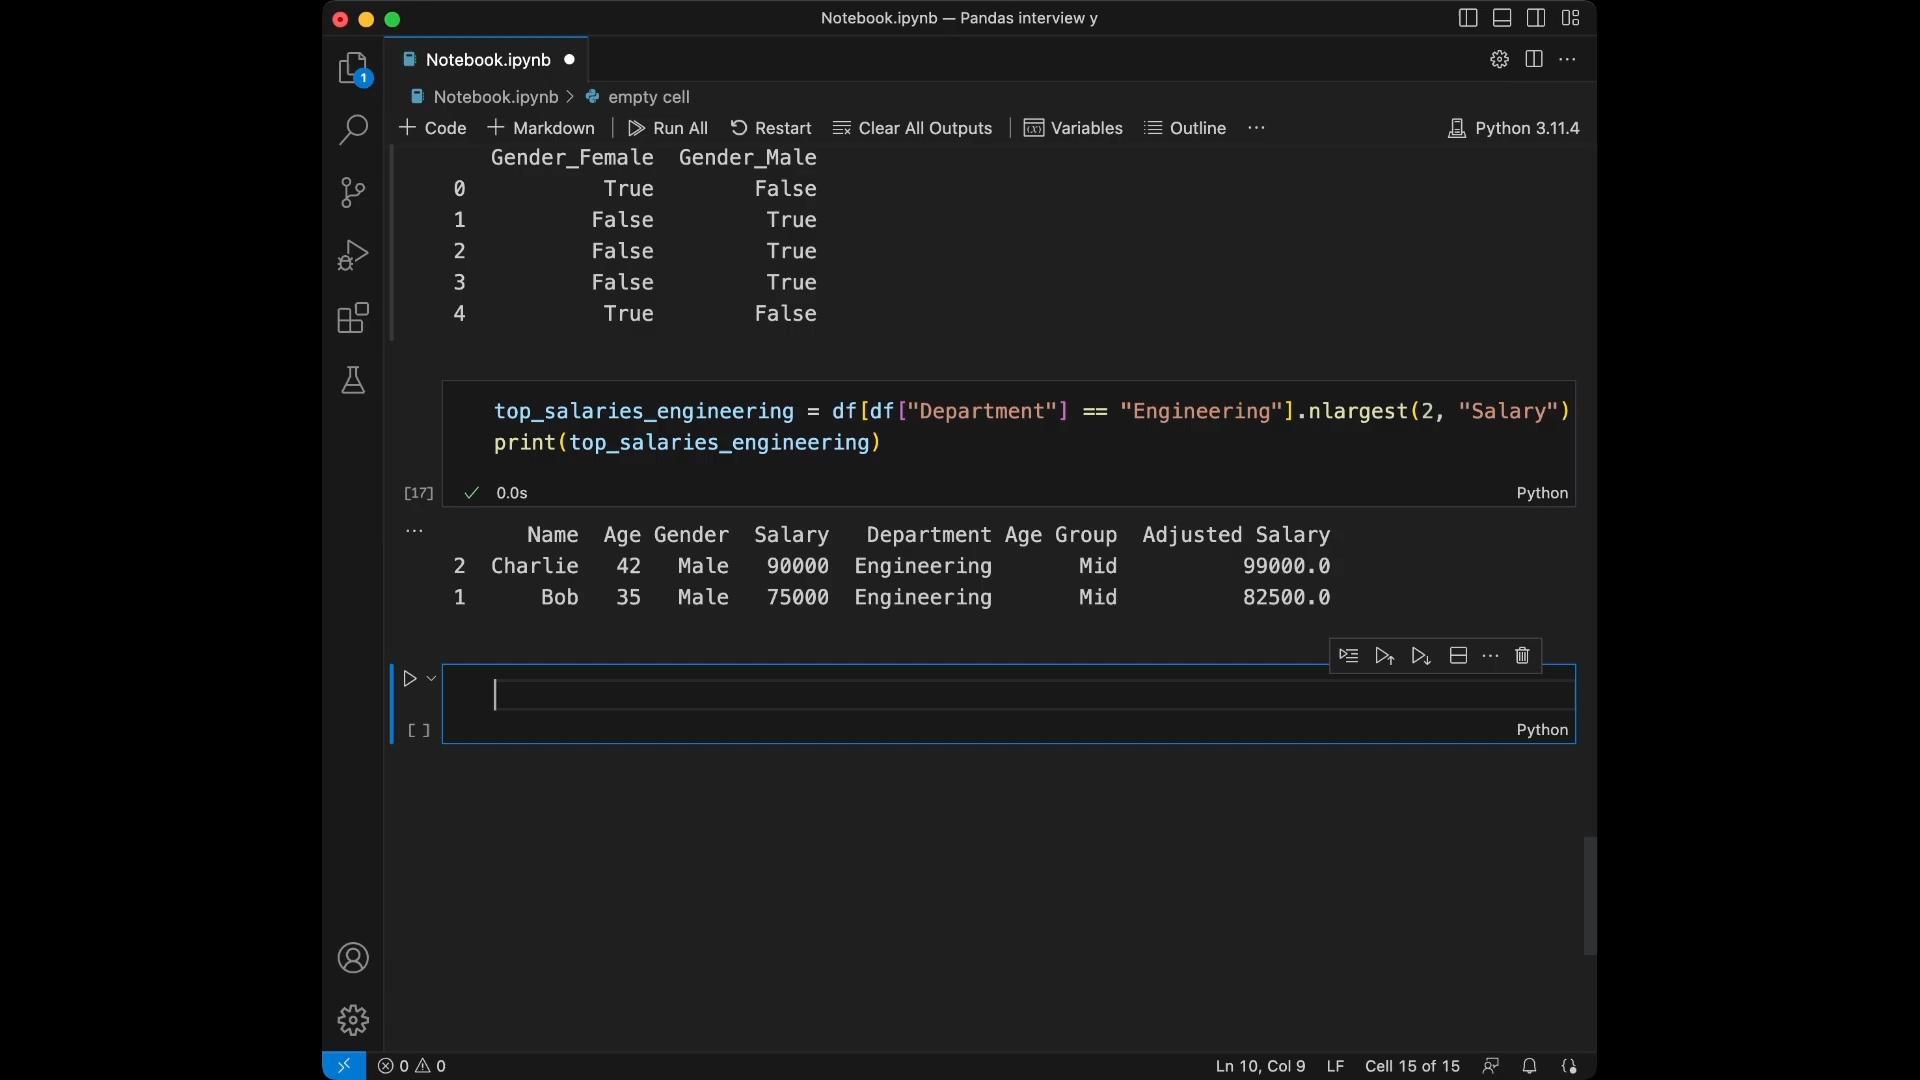 Notebook.ipynb — Pandas interview y
1
Notebook.ipynb
Notebook.ipynb > empty cell
Code Markdown Run All Restart Clear All Outputs Variables Outline ... Python 3.11.4
Gender_Female Gender_Male
0 True False
1 False True
2 False True
3 False True
4 True False
top_salaries_engineering = df[df["Department"] == "Engineering"].nlargest(2, "Salary")
print(top_salaries_engineering)
[17] 0.0s Python
Name Age Gender Salary Department Age Group Adjusted Salary
2 Charlie 42 Male 90000 Engineering Mid 99000.0
1 Bob 35 Male 75000 Engineering Mid 82500.0
[ ] Python
0 0 Ln 10, Col 9 LF Cell 15 of 15